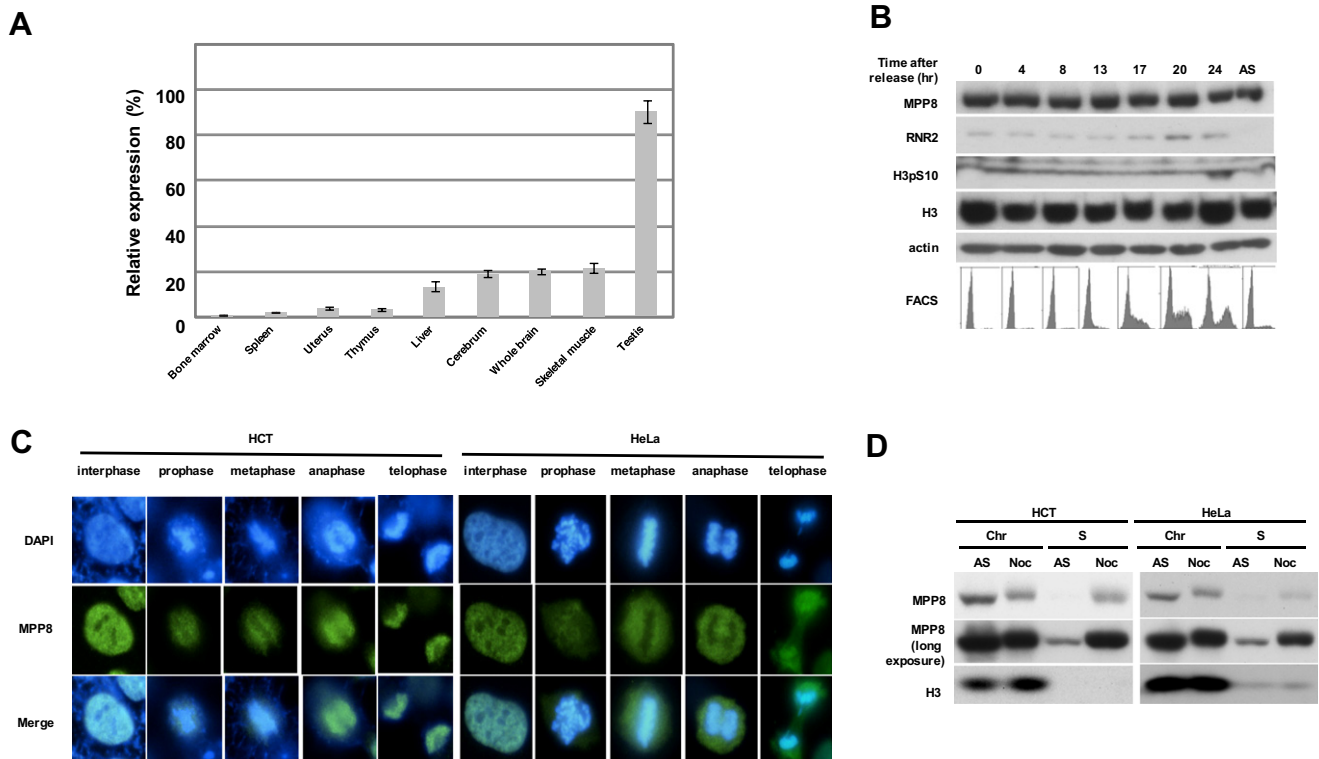 A
Relative expression (%)
100
80
60
40
20
0
Bone marrow
Spleen
Uterus
Thymus
Liver
Cerebrum
Whole brain
Skeletal muscle
Testis
B
Time after
release (hr)
0 4 8 13 17 20 24 AS
MPP8
RNR2
H3pS10
H3
actin
FACS
C
HCT HeLa
interphase prophase metaphase anaphase telophase interphase prophase metaphase anaphase telophase
DAPI
MPP8
Merge
D
HCT HeLa
Chr S Chr S
AS Noc AS Noc AS Noc AS Noc
MPP8
MPP8
(long
exposure)
H3